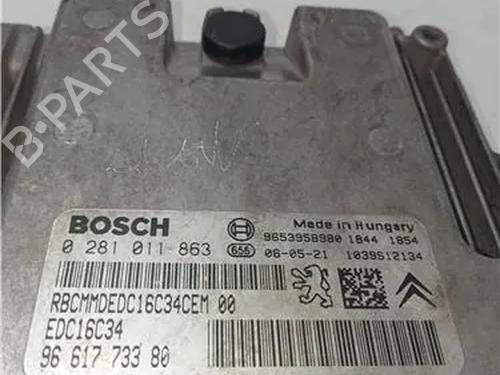 B-PARTS
BOSCH
0 281 011 863
656
Made in Hungary
9653958980 1844 1854
06-05-21 1039S12134
RBCMMDEDC16C34CEM 00
EDC16C34
96 617 733 80